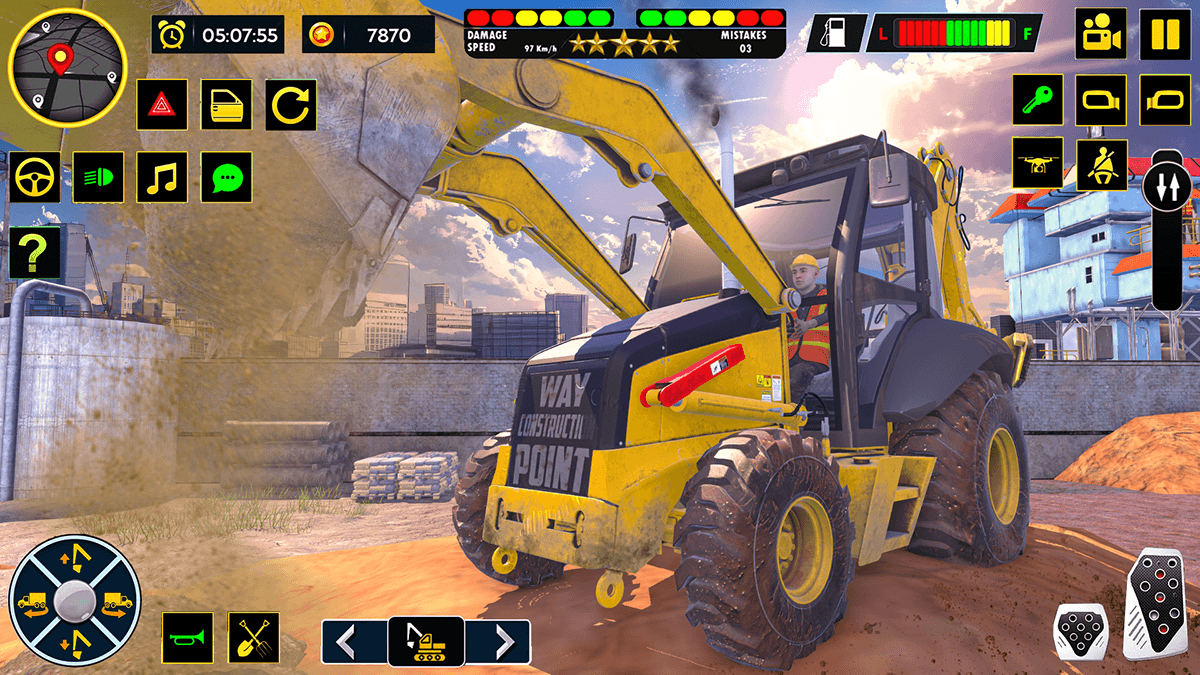 05:07:55
7870
DAMAGE
SPEED 97 Km/h
MISTAKES
03
L F
WAY
CONSTRUCTI
POINT